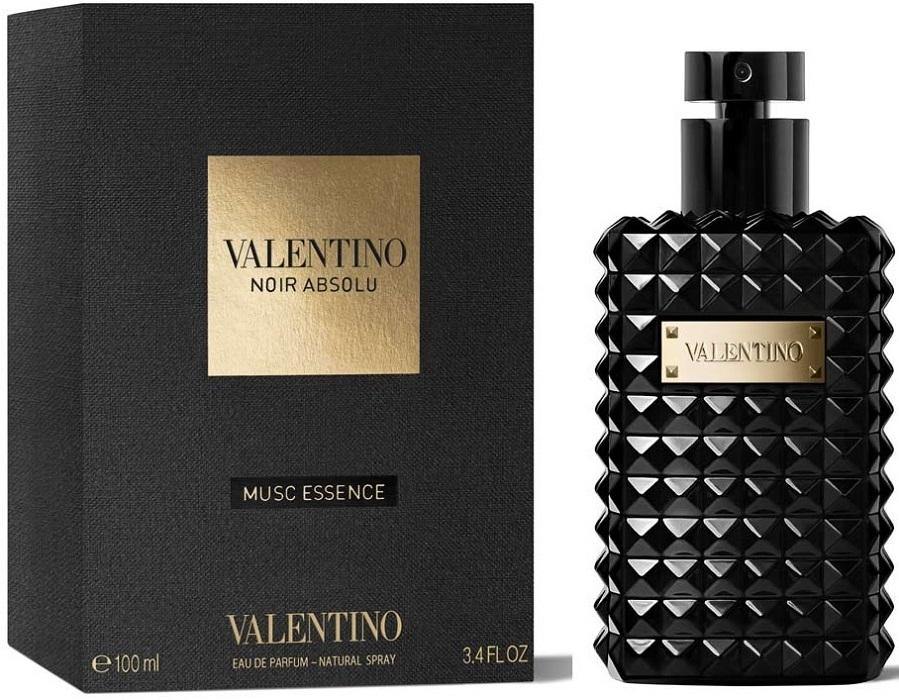 VALENTINO
NOIR ABSOLU
MUSC ESSENCE
VALENTINO
EAU DE PARFUM – NATURAL SPRAY
℮ 100 ml
3.4 FL OZ
VALENTINO